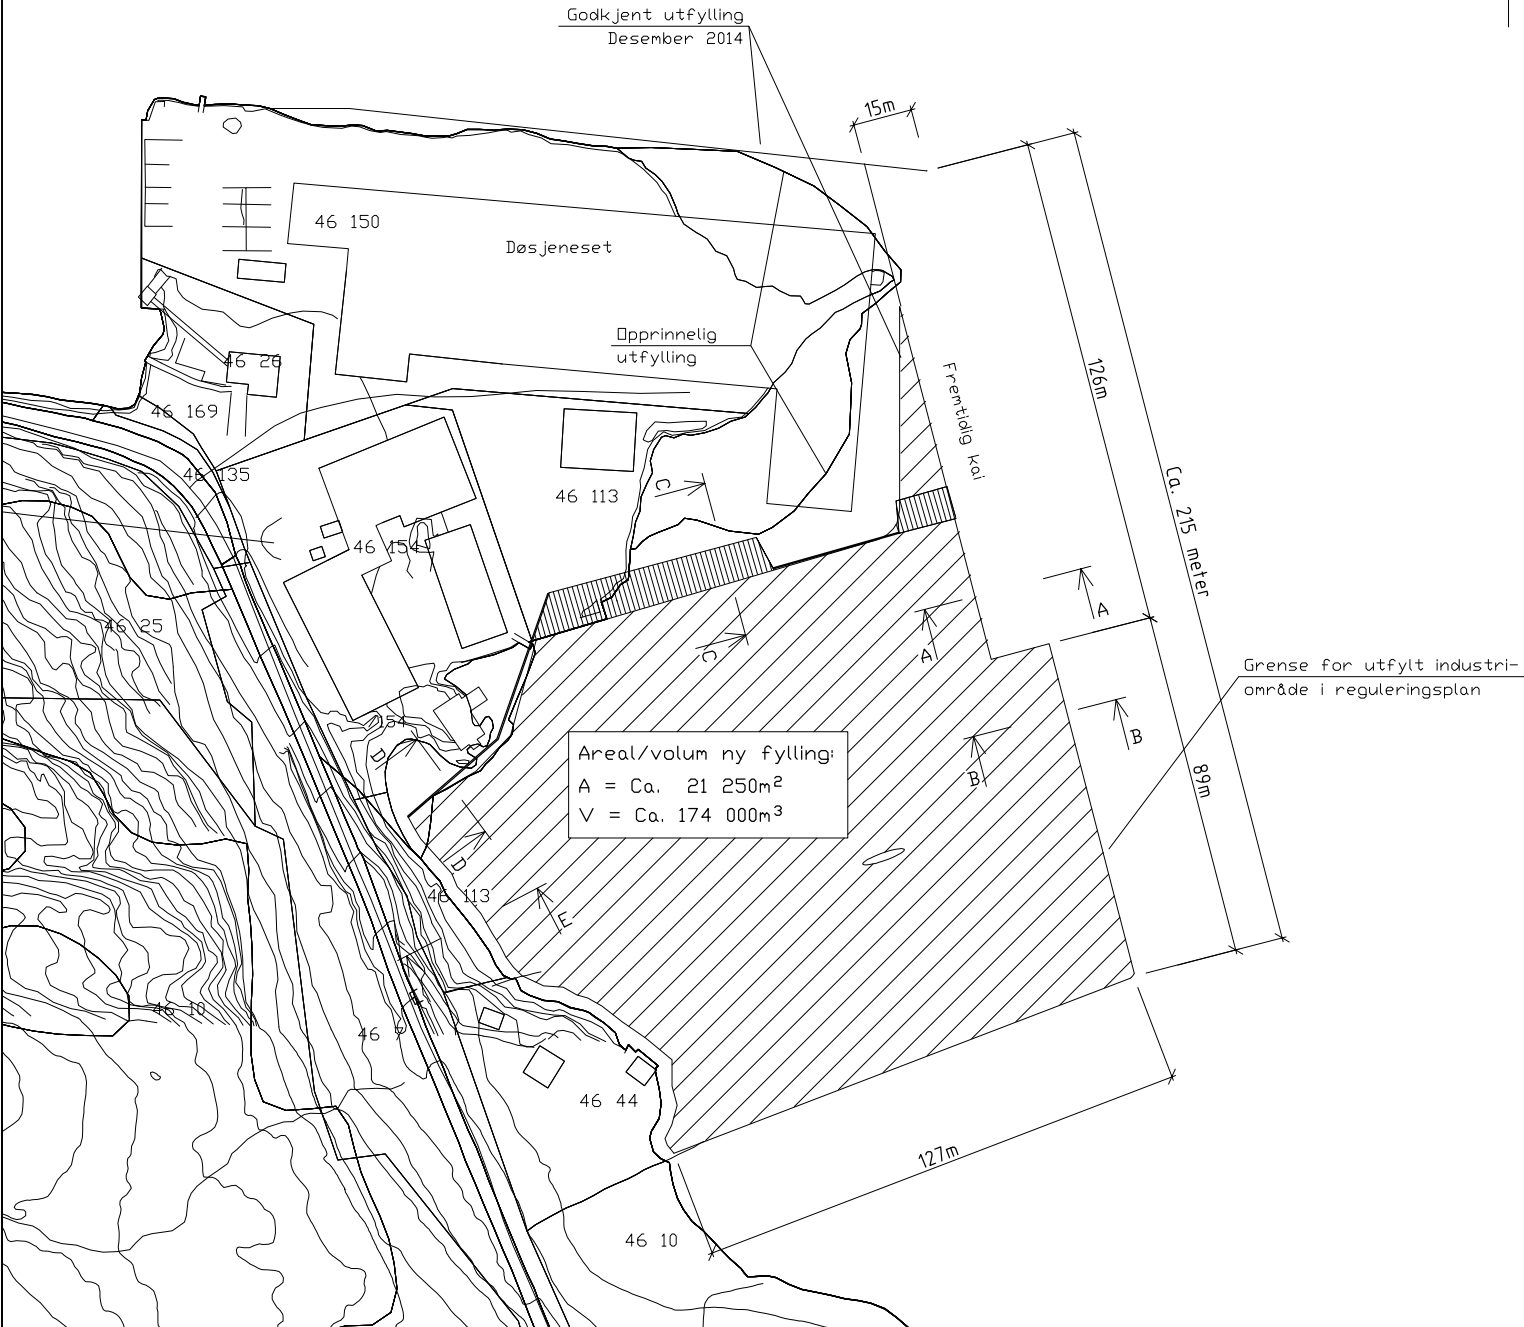 Godkjent utfylling
Desember 2014
15m
46 150
Døsjeneset
Opprinnelig
utfylling
46 28
46 169
Fremtidig kai
126m
46 135
46 113
C
46 154
Ca. 215 meter
A
46 25
C
A
Grense for utfylt industri-
område i reguleringsplan
154
B
D
Areal/volum ny fylling:
A = Ca. 21 250m²
V = Ca. 174 000m³
B
89m
D
46 113
E
46 10
46 7
E
46 44
127m
46 10